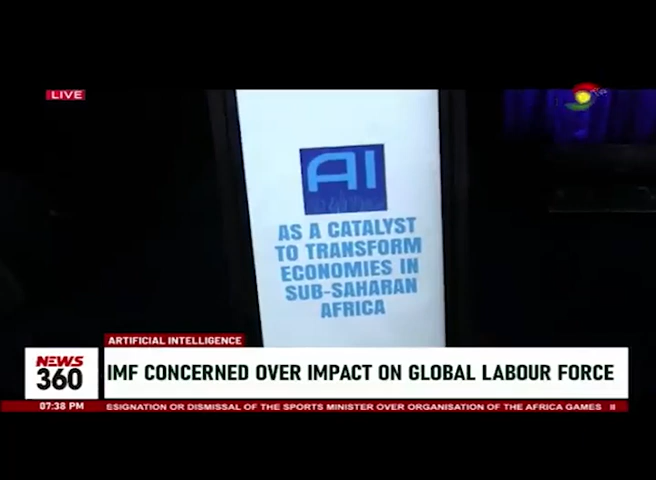 LIVE
AI
AS A CATALYST
TO TRANSFORM
ECONOMIES IN
SUB-SAHARAN
AFRICA
ARTIFICIAL INTELLIGENCE
NEWS
360
IMF CONCERNED OVER IMPACT ON GLOBAL LABOUR FORCE
07:38 PM
ESIGNATION OR DISMISSAL OF THE SPORTS MINISTER OVER ORGANISATION OF THE AFRICA GAMES